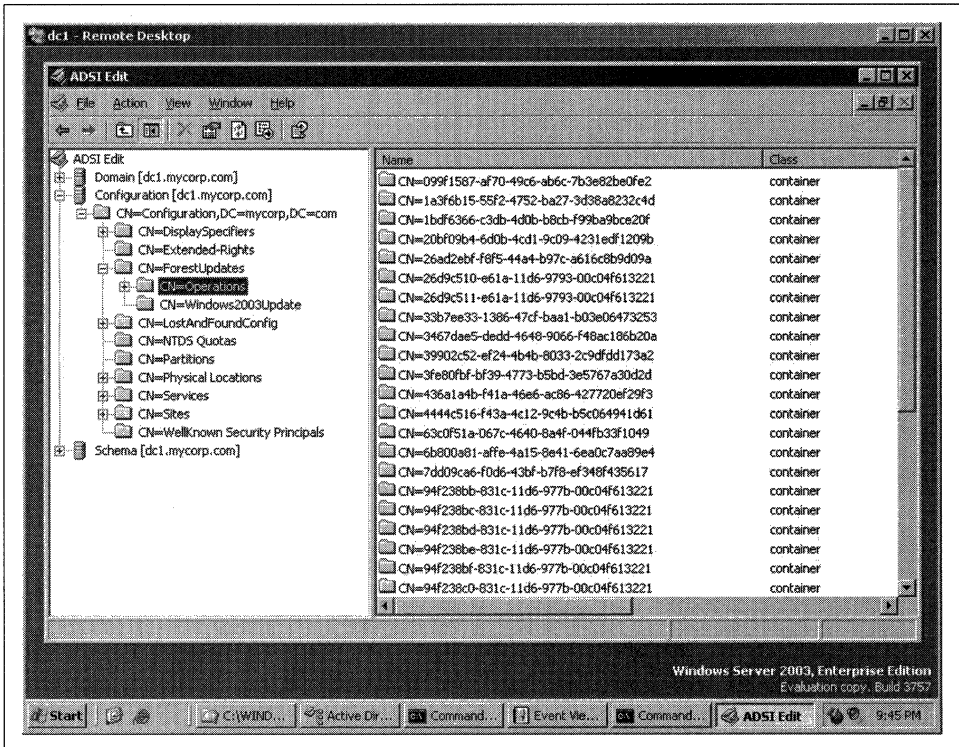 dc1 - Remote Desktop
ADSI Edit
File Action View Window Help
ADSI Edit
Domain [dc1.mycorp.com]
Configuration [dc1.mycorp.com]
CN=Configuration,DC=mycorp,DC=com
CN=DisplaySpecifiers
CN=Extended-Rights
CN=ForestUpdates
CN=Operations
CN=Windows2003Update
CN=LostAndFoundConfig
CN=NTDS Quotas
CN=Partitions
CN=Physical Locations
CN=Services
CN=Sites
CN=WellKnown Security Principals
Schema [dc1.mycorp.com]
Name Class
CN=099f1587-af70-49c6-ab6c-7b3e82be0fe2 container
CN=1a3f6b15-55f2-4752-ba27-3d38a8232c4d container
CN=1bdf6366-c3db-4d0b-b8cb-f99ba9bce20f container
CN=20bf09b4-6d0b-4cd1-9c09-4231edf1209b container
CN=26ad2ebf-f8f5-44a4-b97c-a616c8b9d09a container
CN=26d9c510-e61a-11d6-9793-00c04f613221 container
CN=26d9c511-e61a-11d6-9793-00c04f613221 container
CN=33b7ee33-1386-47cf-baa1-b03e06473253 container
CN=3467dae5-dedd-4648-9066-f48ac186b20a container
CN=39902c52-ef24-4b4b-8033-2c9dfdd173a2 container
CN=3fe80fbf-bf39-4773-b5bd-3e5767a30d2d container
CN=436a1a4b-f41a-46e6-ac86-427720ef29f3 container
CN=4444c516-f43a-4c12-9c4b-b5c064941d61 container
CN=63c0f51a-067c-4640-8a4f-044fb33f1049 container
CN=6b800a81-affe-4a15-8e41-6ea0c7aa89e4 container
CN=7dd09ca6-f0d6-43bf-b7f8-ef348f435617 container
CN=94f238bb-831c-11d6-977b-00c04f613221 container
CN=94f238bc-831c-11d6-977b-00c04f613221 container
CN=94f238bd-831c-11d6-977b-00c04f613221 container
CN=94f238be-831c-11d6-977b-00c04f613221 container
CN=94f238bf-831c-11d6-977b-00c04f613221 container
CN=94f238c0-831c-11d6-977b-00c04f613221 container
Windows Server 2003, Enterprise Edition
Evaluation copy. Build 3757
Start C:\WIND... Active Dir... Command... Event Vie... Command... ADSI Edit 9:45 PM